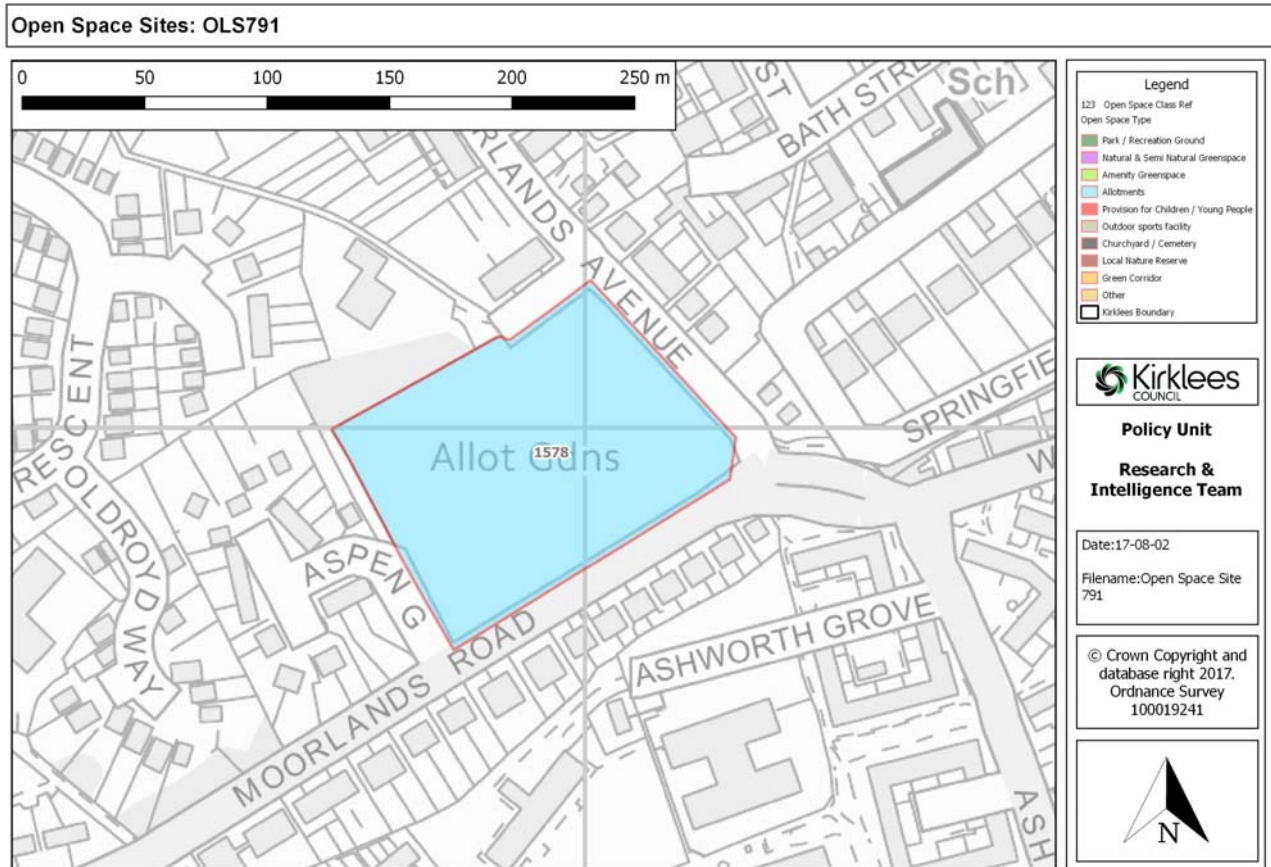 Open Space Sites: OLS791
0 50 100 150 200 250 m
ST
BATH STRE
Sch
RLANDS
AVENUE
RESCENT
OLDROYD WAY
Allot Gdns
1578
SPRINGFIE
W
ASPEN G
MOORLANDS ROAD
ASHWORTH GROVE
ASH
Legend
123 Open Space Class Ref
Open Space Type
Park / Recreation Ground
Natural & Semi Natural Greenspace
Amenity Greenspace
Allotments
Provision for Children / Young People
Outdoor sports facility
Churchyard / Cemetery
Local Nature Reserve
Green Corridor
Other
Kirklees Boundary
Kirklees
COUNCIL
Policy Unit
Research &
Intelligence Team
Date:17-08-02
Filename:Open Space Site
791
© Crown Copyright and
database right 2017.
Ordnance Survey
100019241
N